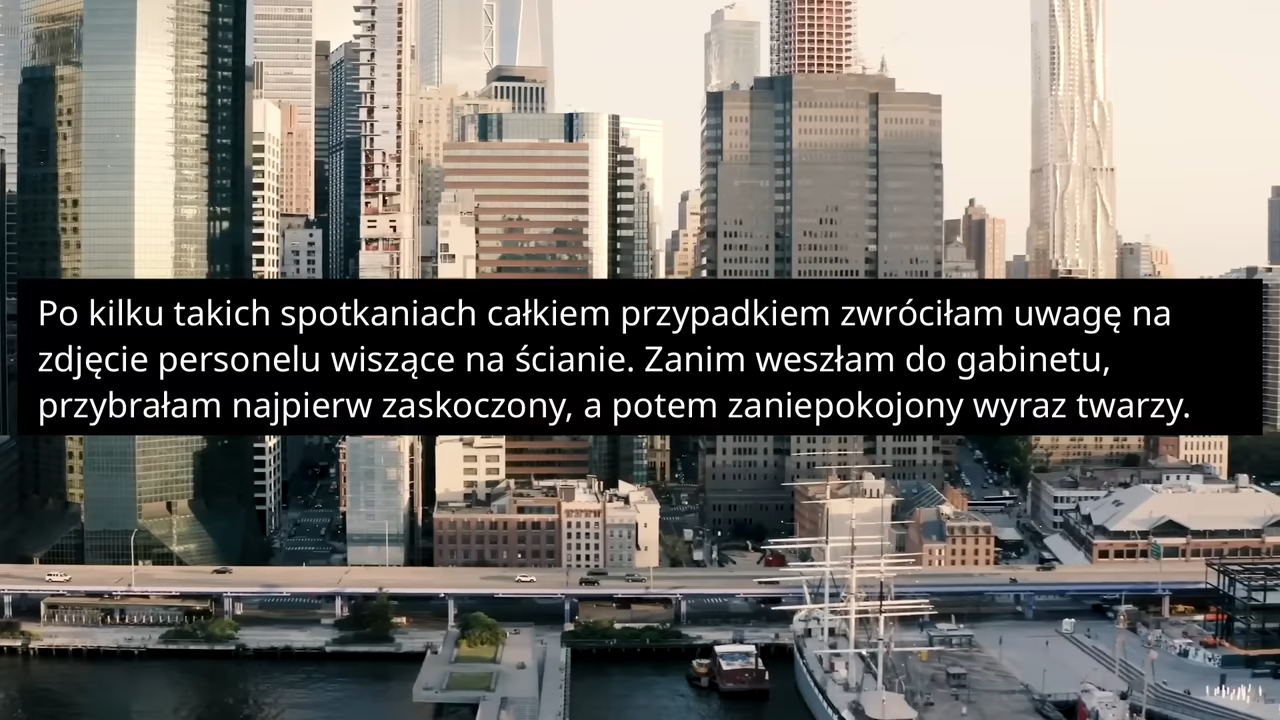 Po kilku takich spotkaniach całkiem przypadkiem zwróciłam uwagę na
zdjęcie personelu wiszące na ścianie. Zanim weszłam do gabinetu,
przybrałam najpierw zaskoczony, a potem zaniepokojony wyraz twarzy.